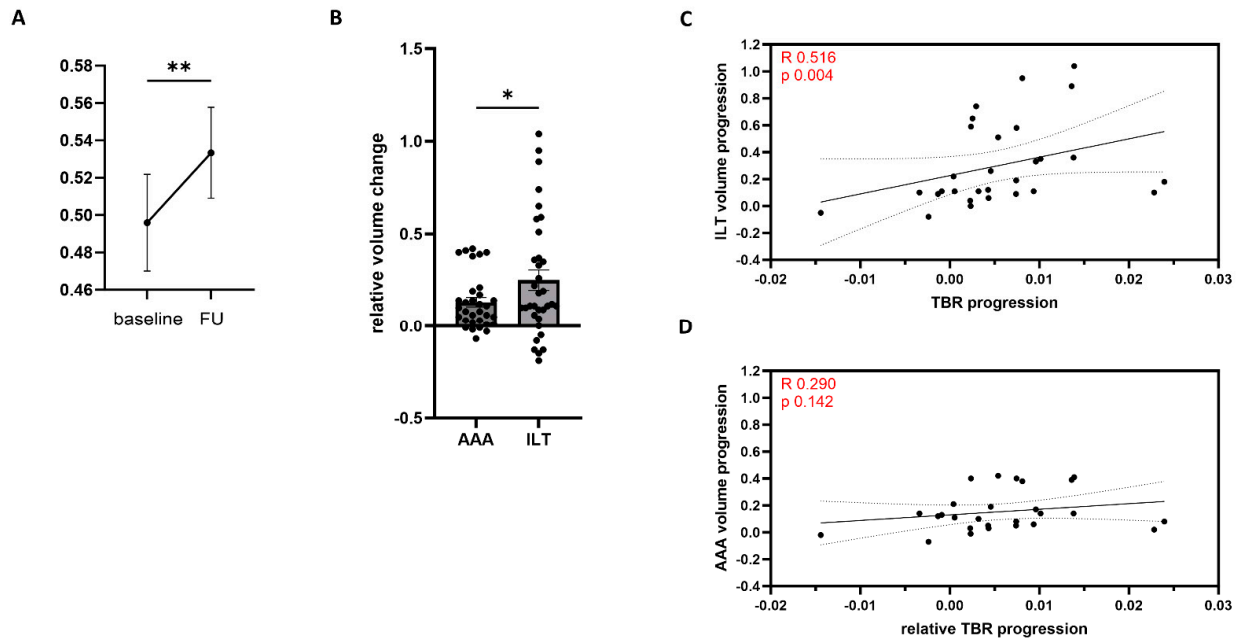 A
0.58
0.56
0.54
0.52
0.50
0.48
0.46
**
baseline FU
B
relative volume change
1.5
1.0
0.5
0.0
-0.5
*
AAA ILT
C
ILT volume progression
1.2
1.0
0.8
0.6
0.4
0.2
0.0
-0.2
-0.4
R 0.516
p 0.004
-0.02 -0.01 0.00 0.01 0.02 0.03
TBR progression
D
AAA volume progression
1.2
1.0
0.8
0.6
0.4
0.2
0.0
-0.2
-0.4
R 0.290
p 0.142
-0.02 -0.01 0.00 0.01 0.02 0.03
relative TBR progression